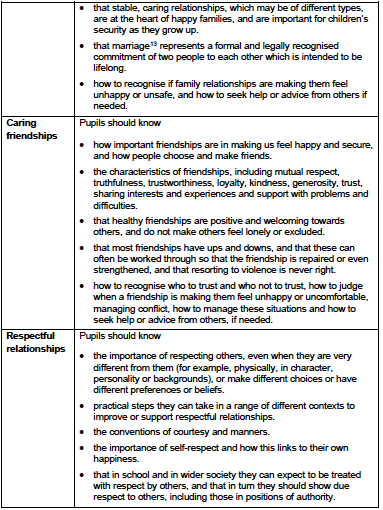 • that stable, caring relationships, which may be of different types,
are at the heart of happy families, and are important for children's
security as they grow up.
• that marriage13 represents a formal and legally recognised
commitment of two people to each other which is intended to be
lifelong.
• how to recognise if family relationships are making them feel
unhappy or unsafe, and how to seek help or advice from others if
needed.
Caring
friendships
Pupils should know
• how important friendships are in making us feel happy and secure,
and how people choose and make friends.
• the characteristics of friendships, including mutual respect,
truthfulness, trustworthiness, loyalty, kindness, generosity, trust,
sharing interests and experiences and support with problems and
difficulties.
• that healthy friendships are positive and welcoming towards
others, and do not make others feel lonely or excluded.
• that most friendships have ups and downs, and that these can
often be worked through so that the friendship is repaired or even
strengthened, and that resorting to violence is never right.
• how to recognise who to trust and who not to trust, how to judge
when a friendship is making them feel unhappy or uncomfortable,
managing conflict, how to manage these situations and how to
seek help or advice from others, if needed.
Respectful
relationships
Pupils should know
• the importance of respecting others, even when they are very
different from them (for example, physically, in character,
personality or backgrounds), or make different choices or have
different preferences or beliefs.
• practical steps they can take in a range of different contexts to
improve or support respectful relationships.
• the conventions of courtesy and manners.
• the importance of self-respect and how this links to their own
happiness.
• that in school and in wider society they can expect to be treated
with respect by others, and that in turn they should show due
respect to others, including those in positions of authority.